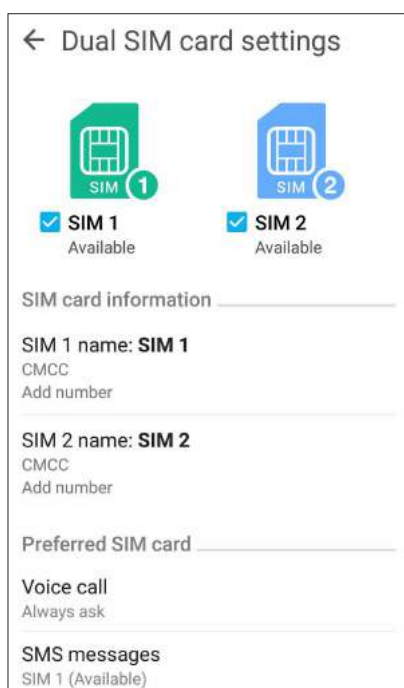 ← Dual SIM card settings
SIM 1 SIM 2
SIM 1 SIM 2
Available Available
SIM card information
SIM 1 name: SIM 1
CMCC
Add number
SIM 2 name: SIM 2
CMCC
Add number
Preferred SIM card
Voice call
Always ask
SMS messages
SIM 1 (Available)